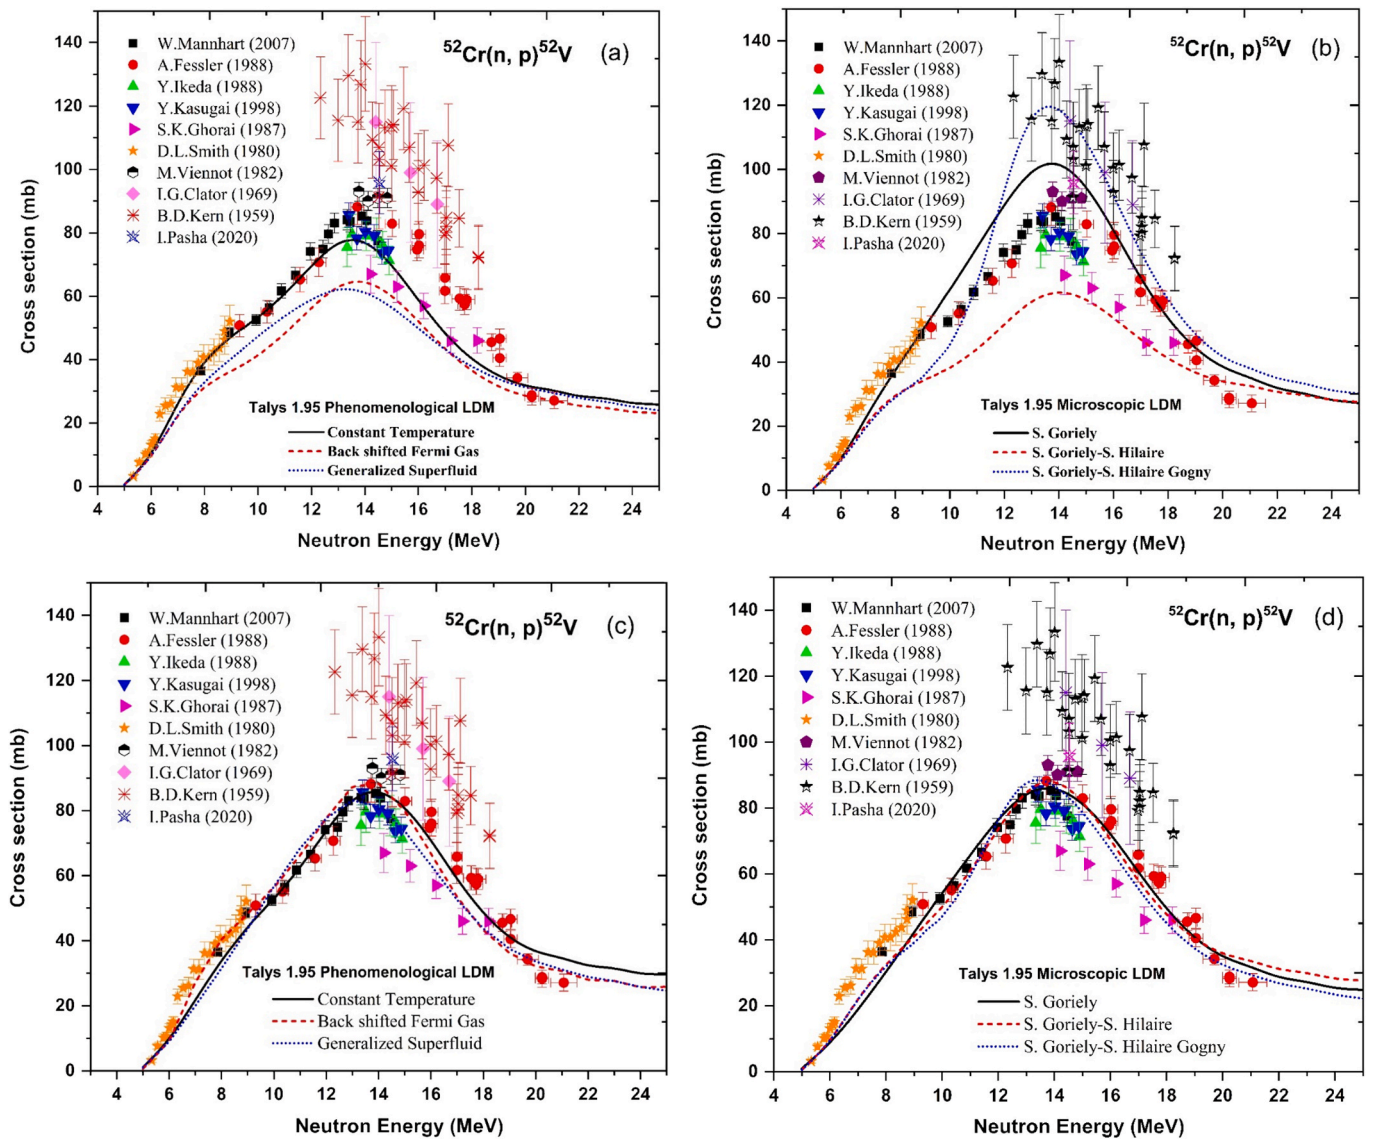 ⁵²Cr(n, p)⁵²V (a)
W.Mannhart (2007)
A.Fessler (1988)
Y.Ikeda (1988)
Y.Kasugai (1998)
S.K.Ghorai (1987)
D.L.Smith (1980)
M.Viennot (1982)
I.G.Clator (1969)
B.D.Kern (1959)
I.Pasha (2020)
Talys 1.95 Phenomenological LDM
Constant Temperature
Back shifted Fermi Gas
Generalized Superfluid
Cross section (mb)
140
120
100
80
60
40
20
0
4 6 8 10 12 14 16 18 20 22 24
Neutron Energy (MeV)
⁵²Cr(n, p)⁵²V (b)
W.Mannhart (2007)
A.Fessler (1988)
Y.Ikeda (1988)
Y.Kasugai (1998)
S.K.Ghorai (1987)
D.L.Smith (1980)
M.Viennot (1982)
I.G.Clator (1969)
B.D.Kern (1959)
I.Pasha (2020)
Talys 1.95 Microscopic LDM
S. Goriely
S. Goriely-S. Hilaire
S. Goriely-S. Hilaire Gogny
Cross section (mb)
140
120
100
80
60
40
20
0
4 6 8 10 12 14 16 18 20 22 24
Neutron Energy (MeV)
⁵²Cr(n, p)⁵²V (c)
W.Mannhart (2007)
A.Fessler (1988)
Y.Ikeda (1988)
Y.Kasugai (1998)
S.K.Ghorai (1987)
D.L.Smith (1980)
M.Viennot (1982)
I.G.Clator (1969)
B.D.Kern (1959)
I.Pasha (2020)
Talys 1.95 Phenomenological LDM
Constant Temperature
Back shifted Fermi Gas
Generalized Superfluid
Cross section (mb)
140
120
100
80
60
40
20
0
4 6 8 10 12 14 16 18 20 22 24
Neutron Energy (MeV)
⁵²Cr(n, p)⁵²V (d)
W.Mannhart (2007)
A.Fessler (1988)
Y.Ikeda (1988)
Y.Kasugai (1998)
S.K.Ghorai (1987)
D.L.Smith (1980)
M.Viennot (1982)
I.G.Clator (1969)
B.D.Kern (1959)
I.Pasha (2020)
Talys 1.95 Microscopic LDM
S. Goriely
S. Goriely-S. Hilaire
S. Goriely-S. Hilaire Gogny
Cross section (mb)
140
120
100
80
60
40
20
0
4 6 8 10 12 14 16 18 20 22 24
Neutron Energy (MeV)